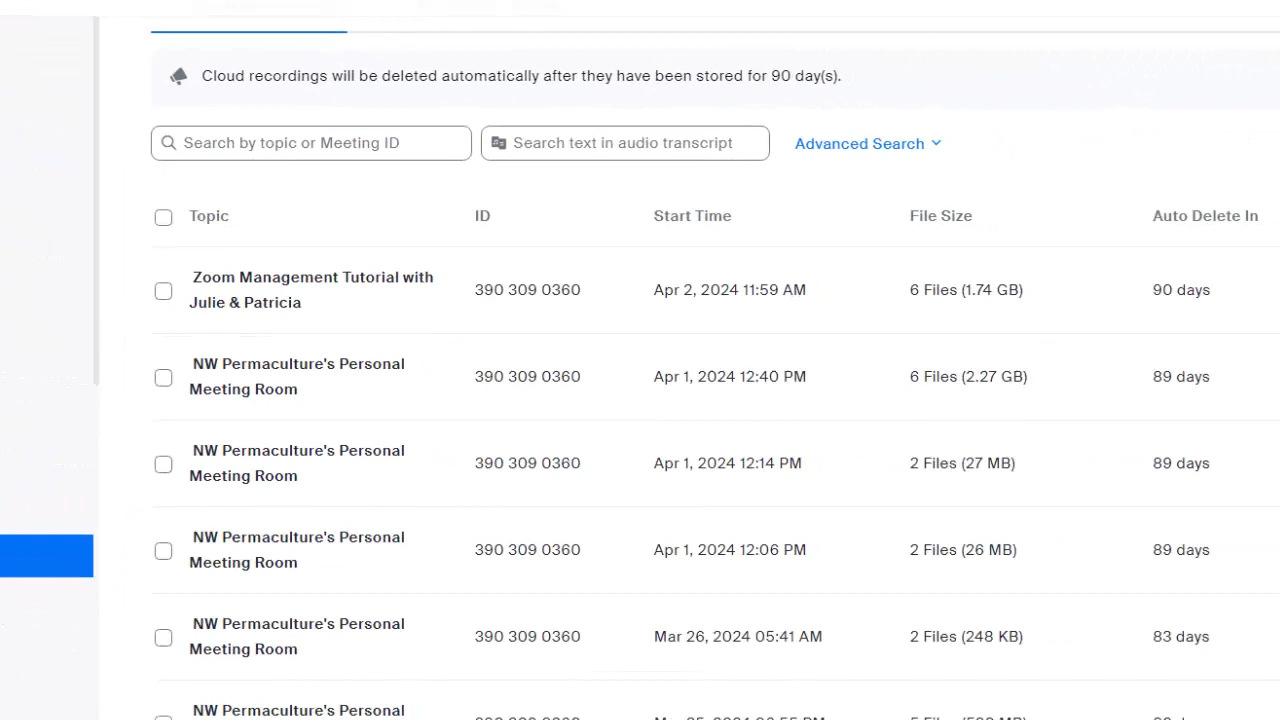 Cloud recordings will be deleted automatically after they have been stored for 90 day(s).
Search by topic or Meeting ID Search text in audio transcript Advanced Search
Topic ID Start Time File Size Auto Delete In
Zoom Management Tutorial with
Julie & Patricia 390 309 0360 Apr 2, 2024 11:59 AM 6 Files (1.74 GB) 90 days
NW Permaculture's Personal
Meeting Room 390 309 0360 Apr 1, 2024 12:40 PM 6 Files (2.27 GB) 89 days
NW Permaculture's Personal
Meeting Room 390 309 0360 Apr 1, 2024 12:14 PM 2 Files (27 MB) 89 days
NW Permaculture's Personal
Meeting Room 390 309 0360 Apr 1, 2024 12:06 PM 2 Files (26 MB) 89 days
NW Permaculture's Personal
Meeting Room 390 309 0360 Mar 26, 2024 05:41 AM 2 Files (248 KB) 83 days
NW Permaculture's Personal